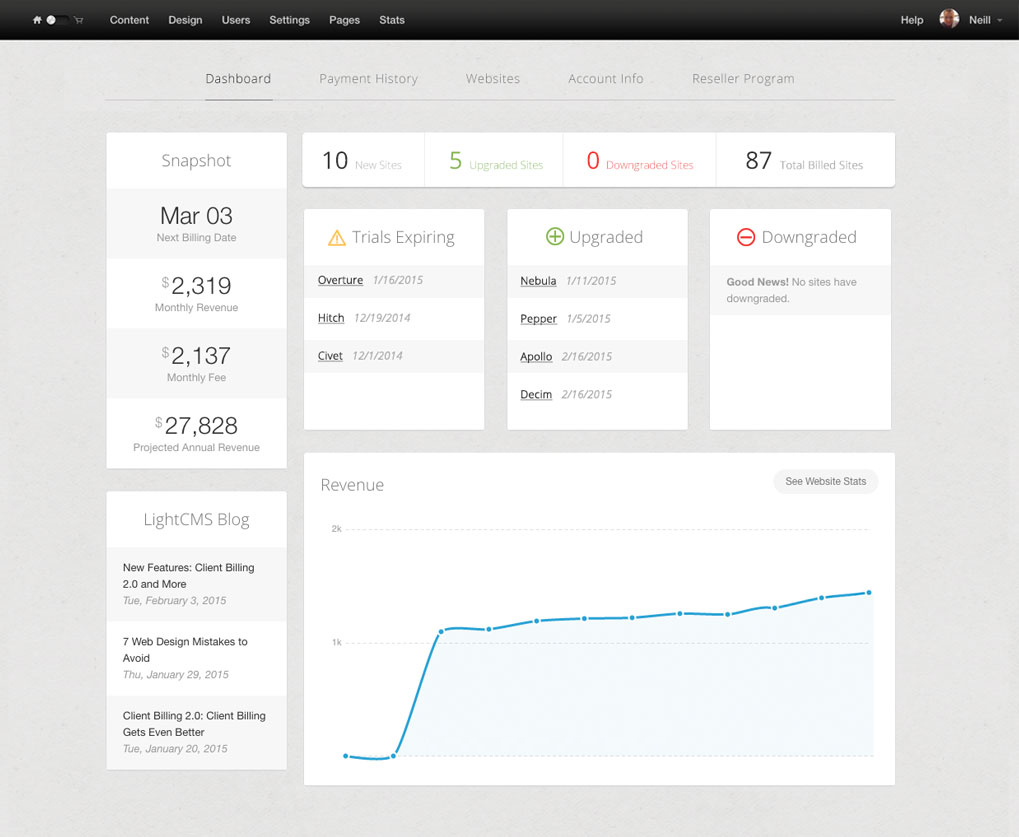 Content Design Users Settings Pages Stats Help Neill
Dashboard Payment History Websites Account Info Reseller Program
Snapshot
Mar 03
Next Billing Date
$2,319
Monthly Revenue
$2,137
Monthly Fee
$27,828
Projected Annual Revenue
10 New Sites
5 Upgraded Sites
0 Downgraded Sites
87 Total Billed Sites
Trials Expiring
Overture 1/16/2015
Hitch 12/19/2014
Civet 12/1/2014
Upgraded
Nebula 1/11/2015
Pepper 1/5/2015
Apollo 2/16/2015
Decim 2/16/2015
Downgraded
Good News! No sites have
downgraded.
LightCMS Blog
New Features: Client Billing
2.0 and More
Tue, February 3, 2015
7 Web Design Mistakes to
Avoid
Thu, January 29, 2015
Client Billing 2.0: Client Billing
Gets Even Better
Tue, January 20, 2015
Revenue
See Website Stats
2k
1k